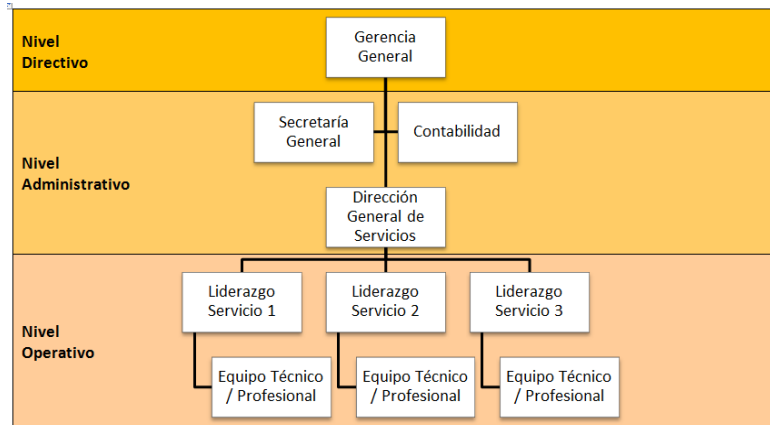 Nivel
Directivo
Gerencia
General
Secretaría
General
Contabilidad
Nivel
Administrativo
Dirección
General de
Servicios
Liderazgo
Servicio 1
Liderazgo
Servicio 2
Liderazgo
Servicio 3
Nivel
Operativo
Equipo Técnico
/ Profesional
Equipo Técnico
/ Profesional
Equipo Técnico
/ Profesional